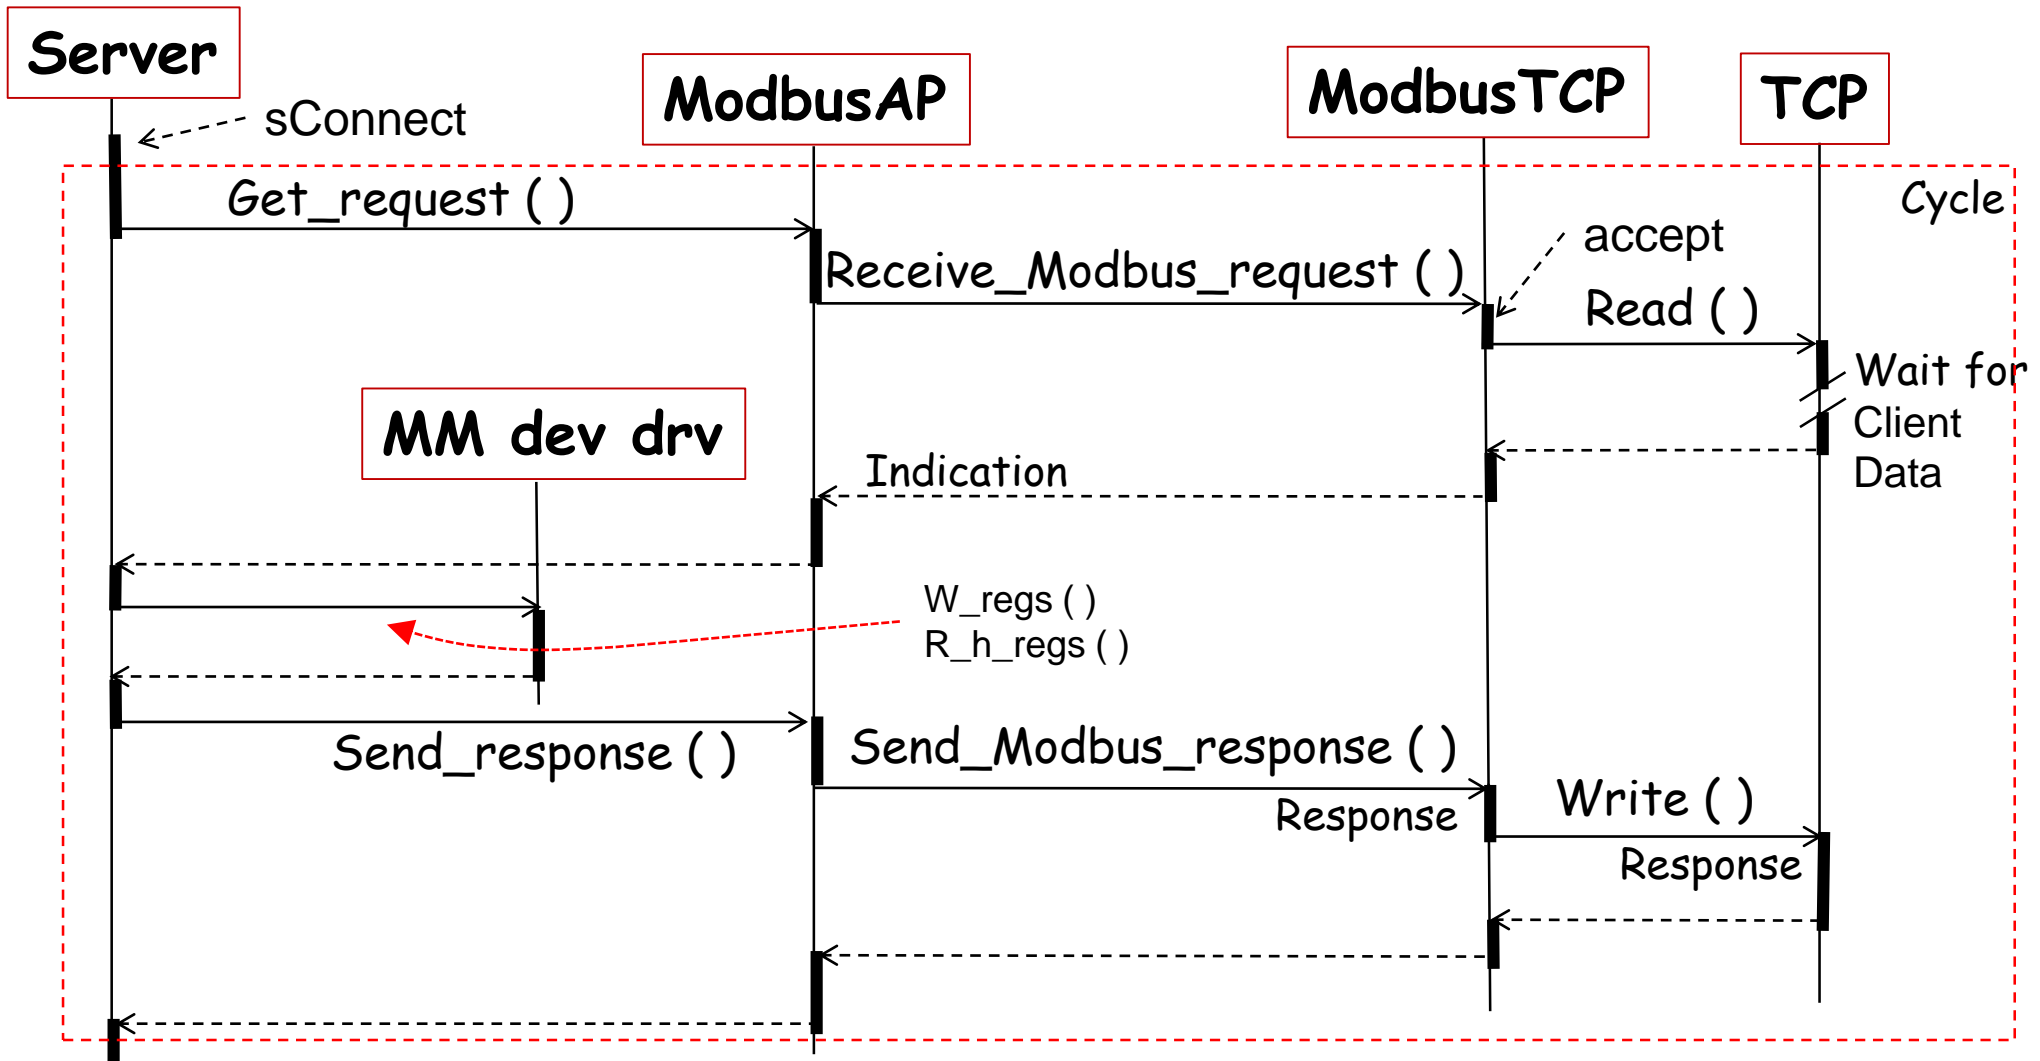 Server
ModbusAP
ModbusTCP
TCP
sConnect
Get_request ( )
Cycle
accept
Receive_Modbus_request ( )
Read ( )
Wait for
Client
Data
MM dev drv
Indication
W_regs ( )
R_h_regs ( )
Send_response ( )
Send_Modbus_response ( )
Response
Write ( )
Response